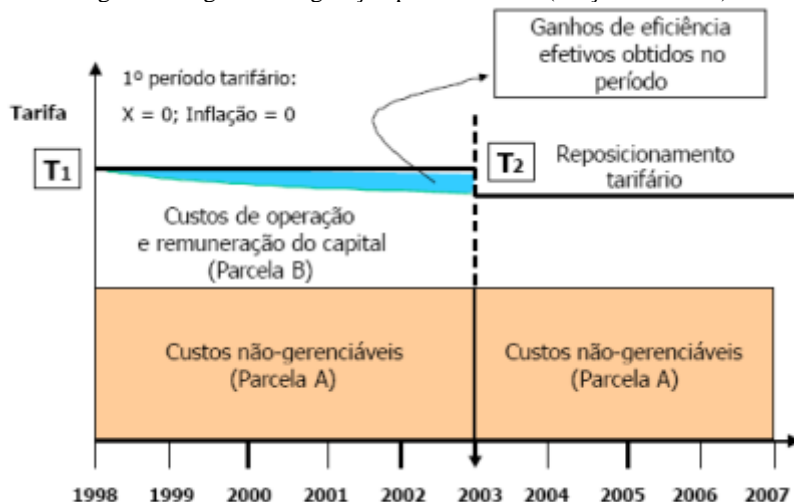 Ganhos de eficiência
efetivos obtidos no
período
1º período tarifário:
X = 0; Inflação = 0
Tarifa
T1
T2
Reposicionamento
tarifário
Custos de operação
e remuneração do capital
(Parcela B)
Custos não-gerenciáveis
(Parcela A)
Custos não-gerenciáveis
(Parcela A)
1998 1999 2000 2001 2002 2003 2004 2005 2006 2007